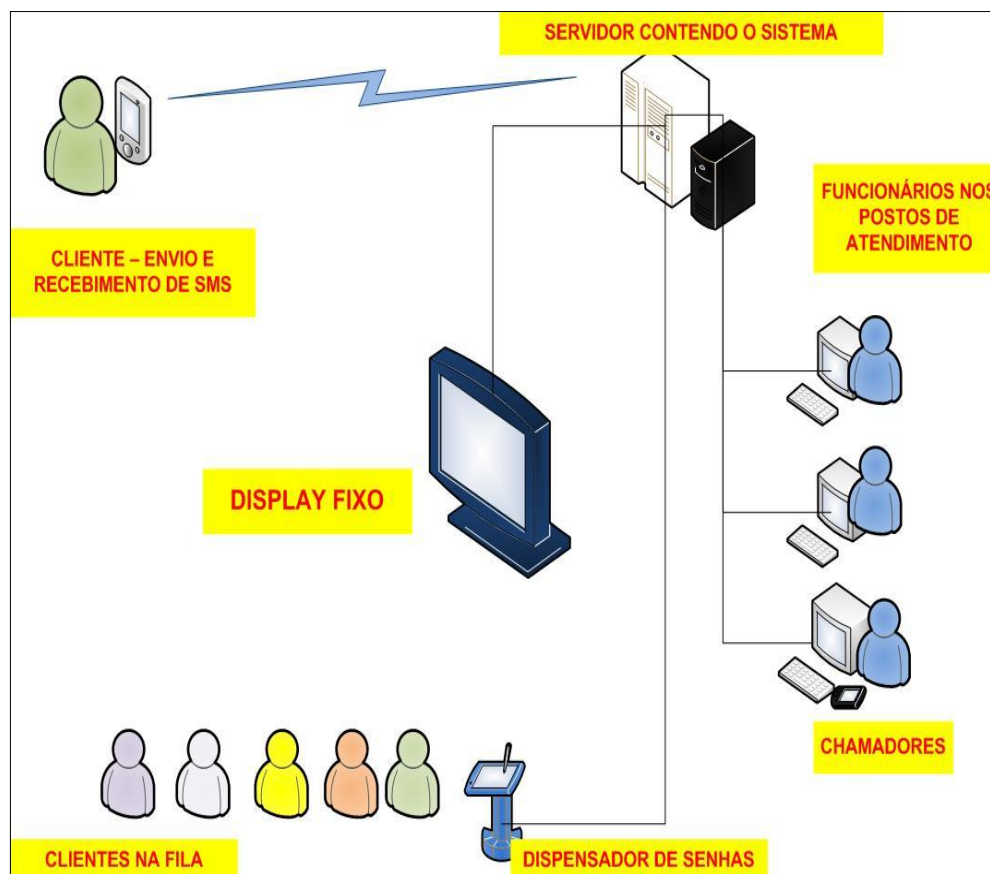 SERVIDOR CONTENDO O SISTEMA
CLIENTE – ENVIO E
RECEBIMENTO DE SMS
FUNCIONÁRIOS NOS
POSTOS DE
ATENDIMENTO
DISPLAY FIXO
CHAMADORES
CLIENTES NA FILA
DISPENSADOR DE SENHAS